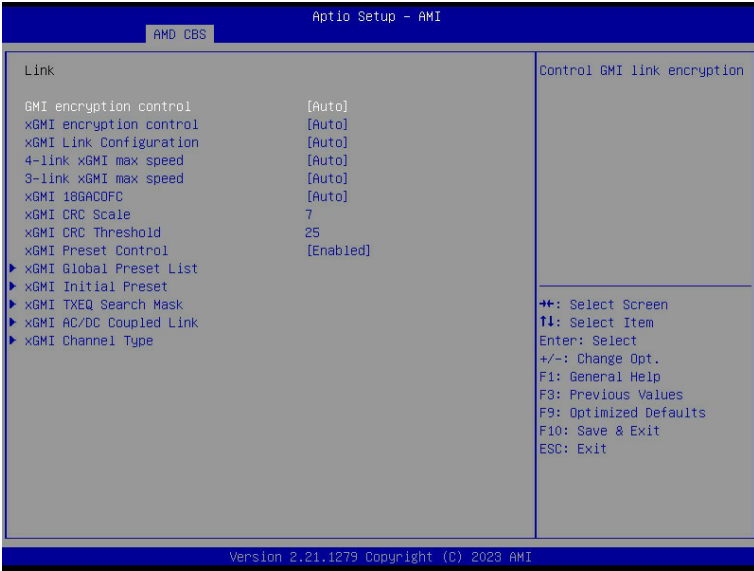 Aptio Setup – AMI
AMD CBS
Link
GMI encryption control [Auto]
xGMI encryption control [Auto]
xGMI Link Configuration [Auto]
4-link xGMI max speed [Auto]
3-link xGMI max speed [Auto]
xGMI 18GACOFC [Auto]
xGMI CRC Scale 7
xGMI CRC Threshold 25
xGMI Preset Control [Enabled]
▶ xGMI Global Preset List
▶ xGMI Initial Preset
▶ xGMI TXEQ Search Mask
▶ xGMI AC/DC Coupled Link
▶ xGMI Channel Type
Control GMI link encryption
→←: Select Screen
↑↓: Select Item
Enter: Select
+/-: Change Opt.
F1: General Help
F3: Previous Values
F9: Optimized Defaults
F10: Save & Exit
ESC: Exit
Version 2.21.1279 Copyright (C) 2023 AMI